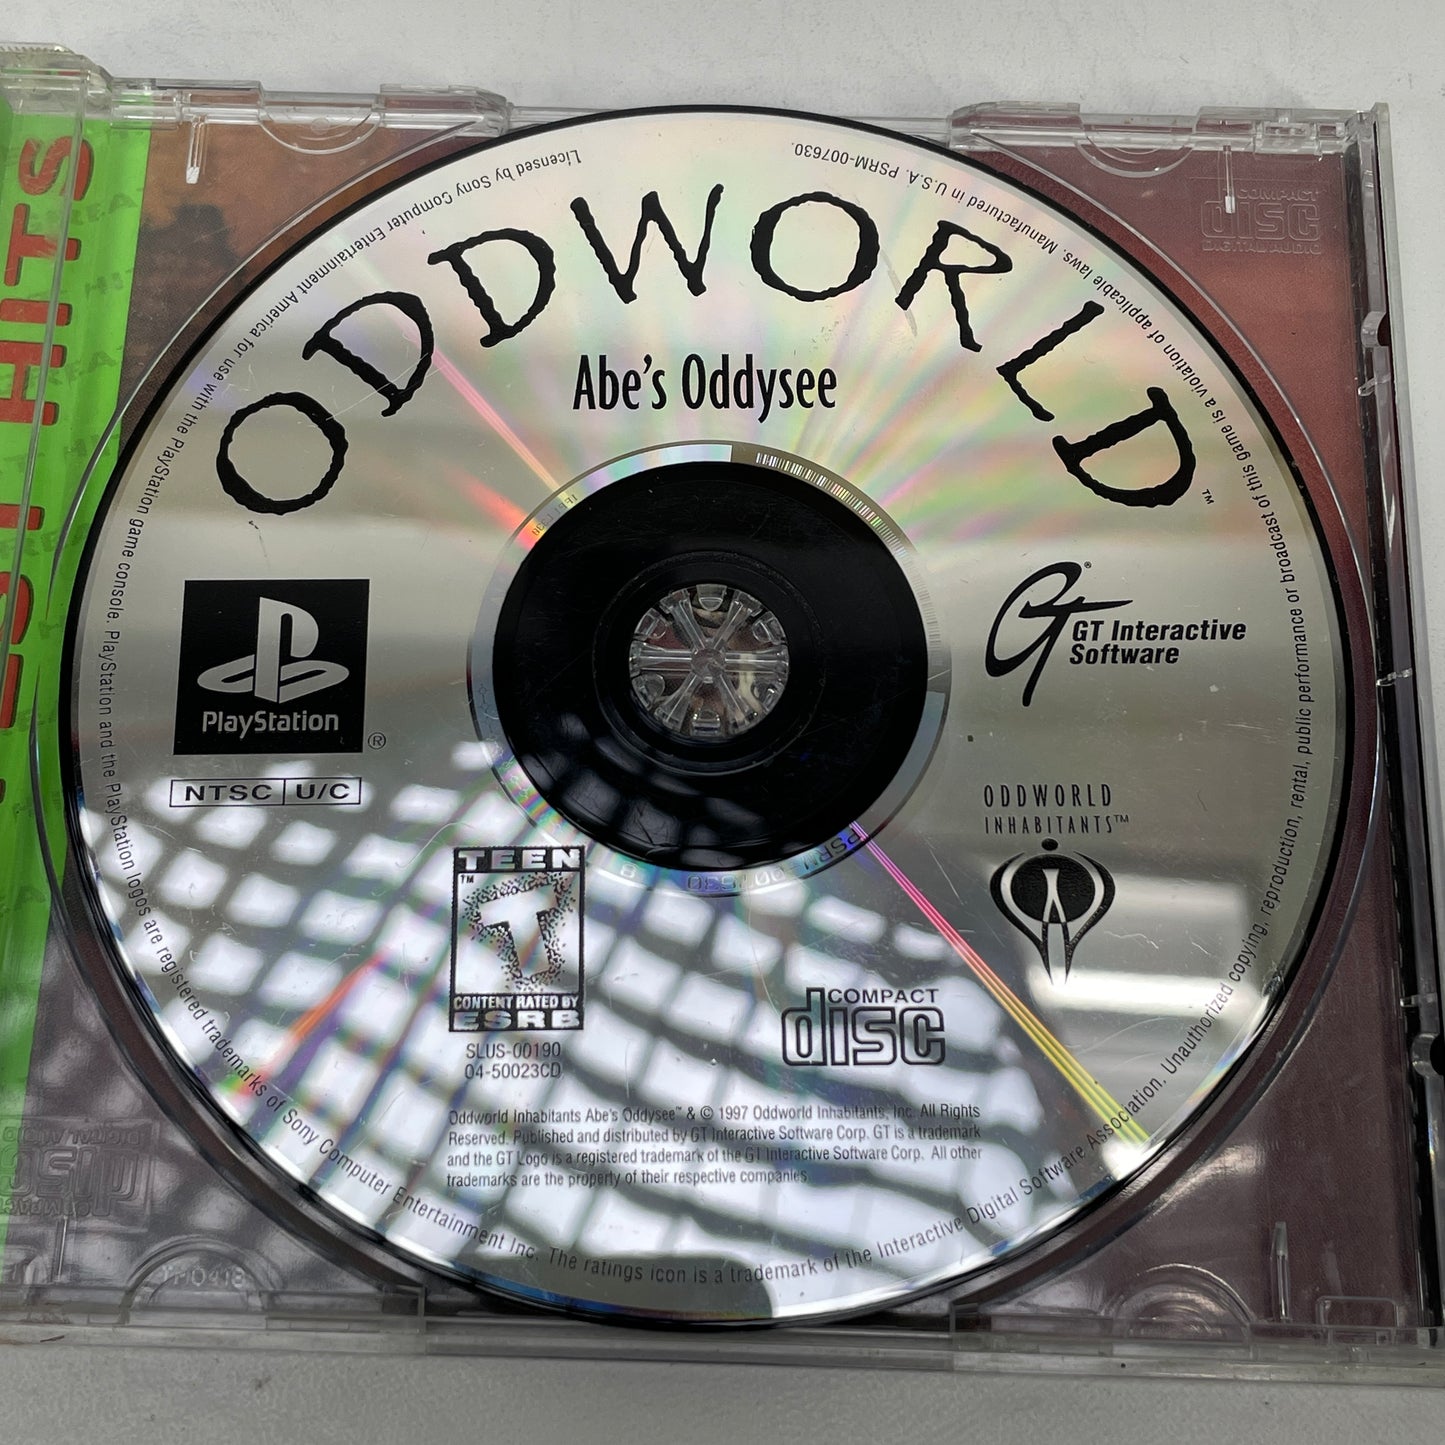 ODDWORLD™
Abe's Oddysee
PlayStation
®
NTSC U/C
GT Interactive
Software
®
ODDWORLD
INHABITANTS™
TEEN
™
T
CONTENT RATED BY
ESRB
SLUS-00190
04-50023CD
COMPACT
disc
Oddworld Inhabitants Abe's Oddysee™ & © 1997 Oddworld Inhabitants, Inc. All Rights
Reserved. Published and distributed by GT Interactive Software Corp. GT is a trademark
and the GT Logo is a registered trademark of the GT Interactive Software Corp. All other
trademarks are the property of their respective companies.
Licensed by Sony Computer Entertainment America for use with the PlayStation game console. PlayStation and the PlayStation logos are registered trademarks of Sony Computer Entertainment Inc. The ratings icon is a trademark of the Interactive Digital Software Association. Unauthorized copying, reproduction, rental, public performance or broadcast of this game is a violation of applicable laws. Manufactured in U.S.A. PSRM-007630.
HITS
COMPACT
disc
DIGITAL AUDIO